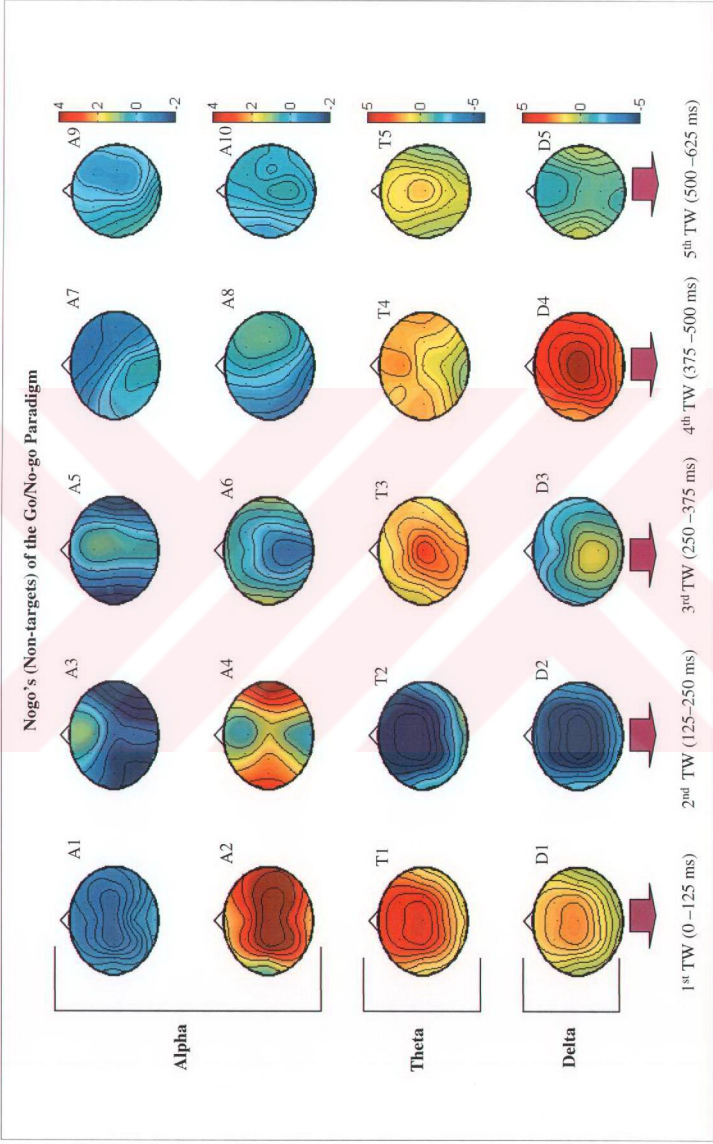 Nogo's (Non-targets) of the Go/No-go Paradigm
A1 A3 A5 A7 A9
4
2
0
-2
Alpha
A2 A4 A6 A8 A10
4
2
0
-2
Theta
T1 T2 T3 T4 T5
5
0
-5
Delta
D1 D2 D3 D4 D5
5
0
-5
1st TW (0 –125 ms) 2nd TW (125–250 ms) 3rd TW (250 –375 ms) 4th TW (375 –500 ms) 5th TW (500 –625 ms)